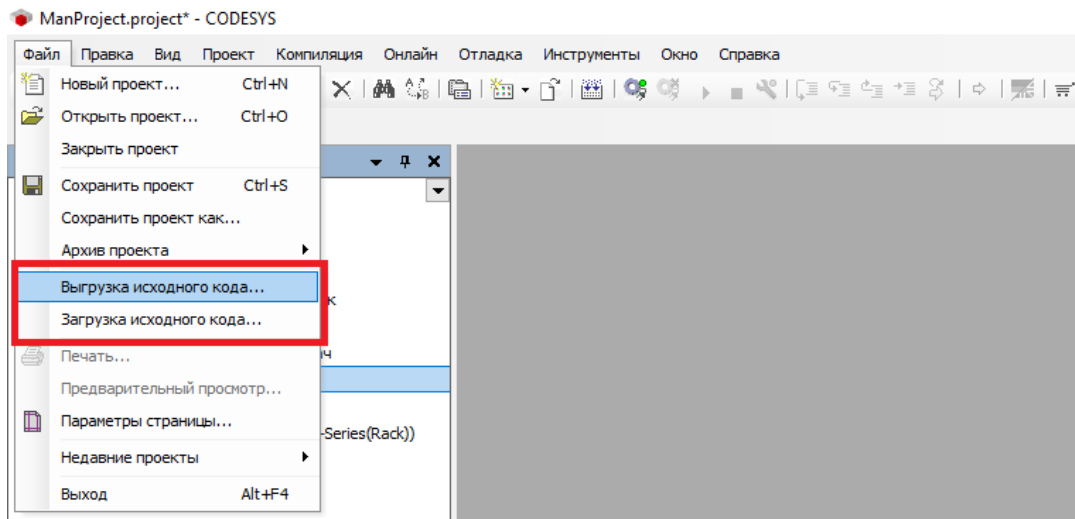 ManProject.project* - CODESYS
Файл Правка Вид Проект Компиляция Онлайн Отладка Инструменты Окно Справка
Новый проект... Ctrl+N
Открыть проект... Ctrl+O
Закрыть проект
Сохранить проект Ctrl+S
Сохранить проект как...
Архив проекта
Выгрузка исходного кода...
к
Загрузка исходного кода...
Печать...
Предварительный просмотр...
Параметры страницы...
-Series(Rack))
Недавние проекты
Выход Alt+F4